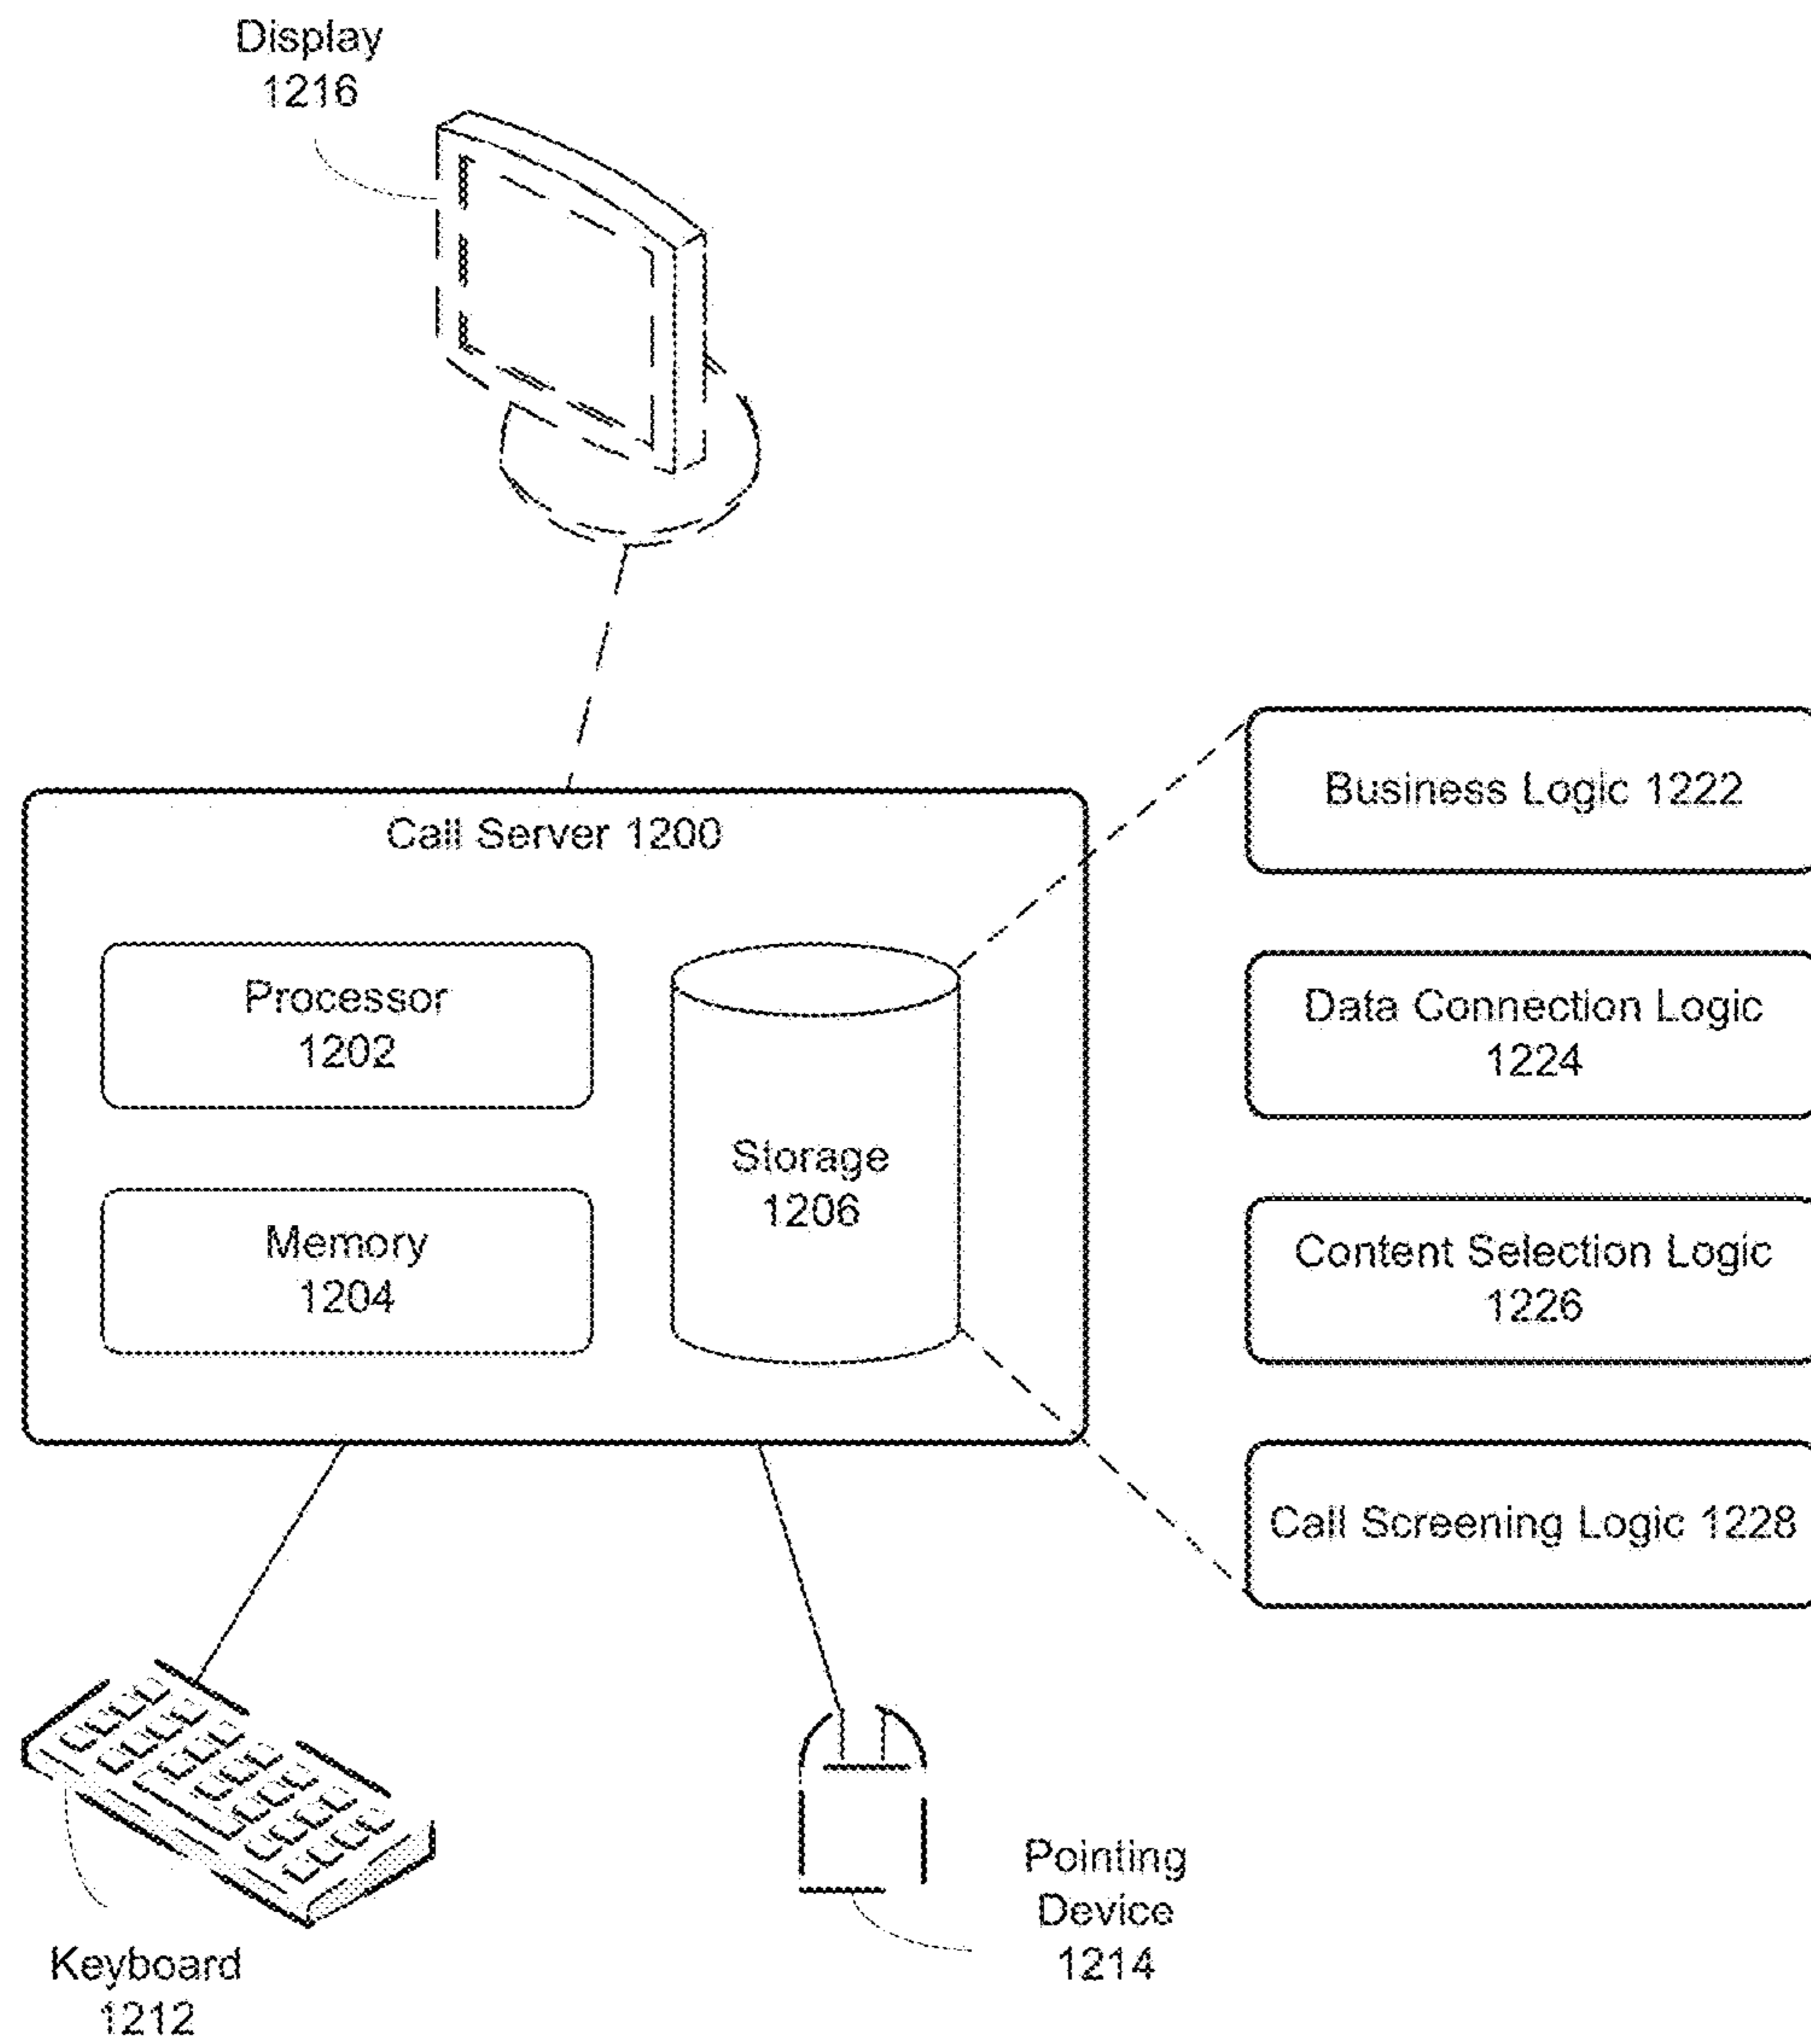 Display
1216
Call Server 1200
Business Logic 1222
Processor
1202
Data Connection Logic
1224
Storage
1206
Memory
1204
Content Selection Logic
1226
Call Screening Logic 1228
Pointing
Device
1214
Keyboard
1212